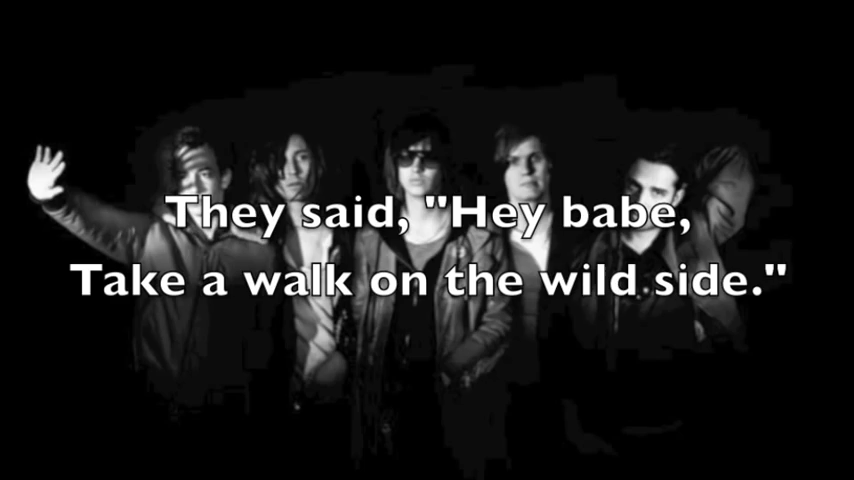 They said, "Hey babe,
Take a walk on the wild side."